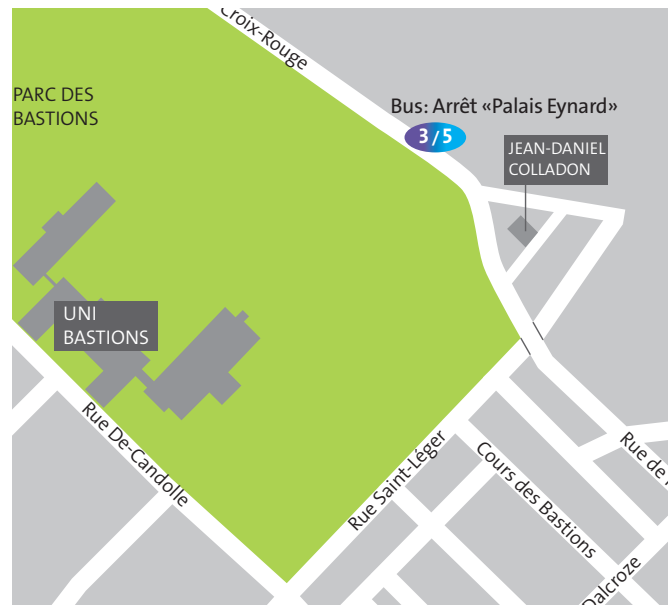 Croix-Rouge
PARC DES
BASTIONS
Bus: Arrêt «Palais Eynard»
3/5
JEAN-DANIEL
COLLADON
UNI
BASTIONS
Rue De-Candolle
Rue Saint-Léger
Cours des Bastions
Rue de
Dalcroze